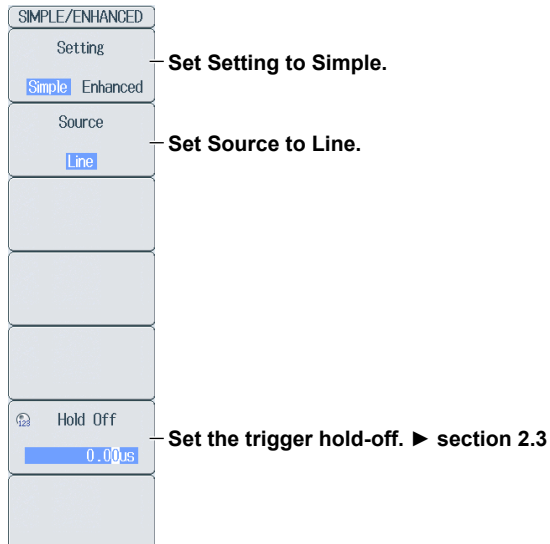 SIMPLE/ENHANCED
Setting
Simple Enhanced
Set Setting to Simple.
Source
Line
Set Source to Line.
123
Hold Off
0.00us
Set the trigger hold-off. ► section 2.3